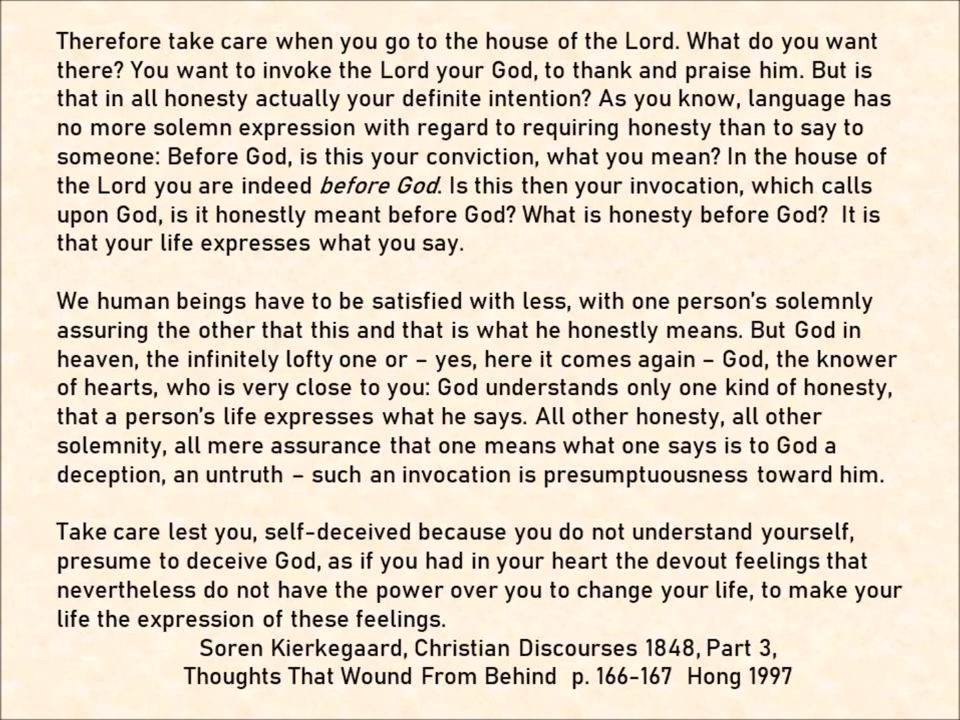 Therefore take care when you go to the house of the Lord. What do you want
there? You want to invoke the Lord your God, to thank and praise him. But is
that in all honesty actually your definite intention? As you know, language has
no more solemn expression with regard to requiring honesty than to say to
someone: Before God, is this your conviction, what you mean? In the house of
the Lord you are indeed before God. Is this then your invocation, which calls
upon God, is it honestly meant before God? What is honesty before God?  It is
that your life expresses what you say.

We human beings have to be satisfied with less, with one person's solemnly
assuring the other that this and that is what he honestly means. But God in
heaven, the infinitely lofty one or – yes, here it comes again – God, the knower
of hearts, who is very close to you: God understands only one kind of honesty,
that a person's life expresses what he says. All other honesty, all other
solemnity, all mere assurance that one means what one says is to God a
deception, an untruth – such an invocation is presumptuousness toward him.

Take care lest you, self-deceived because you do not understand yourself,
presume to deceive God, as if you had in your heart the devout feelings that
nevertheless do not have the power over you to change your life, to make your
life the expression of these feelings.
Soren Kierkegaard, Christian Discourses 1848, Part 3,
Thoughts That Wound From Behind  p. 166-167  Hong 1997